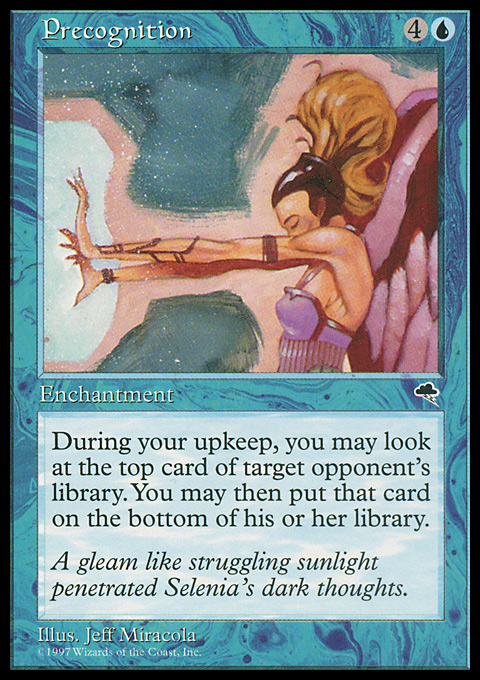 Precognition 4
Enchantment
During your upkeep, you may look
at the top card of target opponent's
library. You may then put that card
on the bottom of his or her library.
A gleam like struggling sunlight
penetrated Selenia's dark thoughts.
Illus. Jeff Miracola
©1997 Wizards of the Coast, Inc.